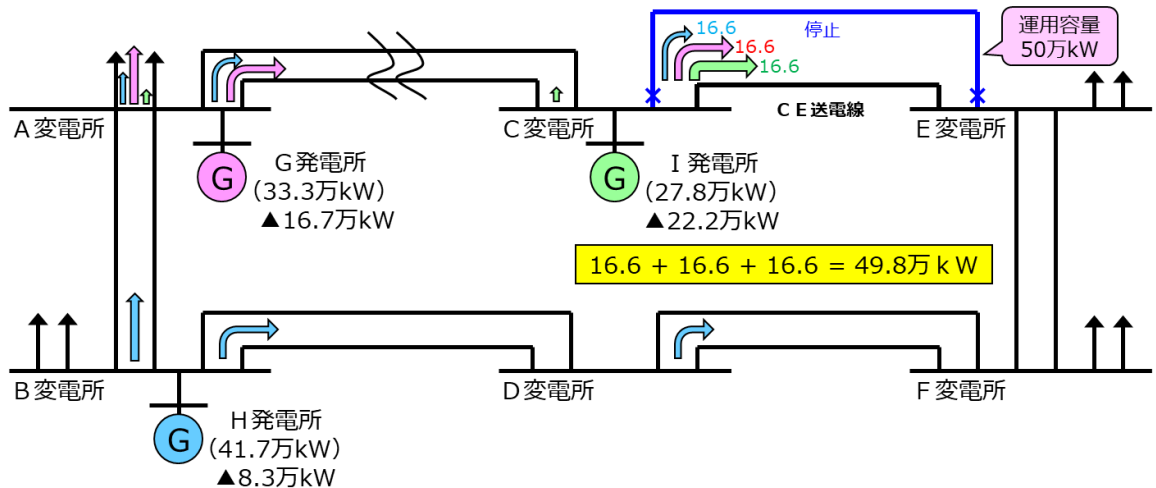 16.6
16.6
16.6
停止
運用容量
50万kW
A変電所
C変電所
CE送電線
E変電所
G
G発電所
(33.3万kW)
▲16.7万kW
G
I発電所
(27.8万kW)
▲22.2万kW
16.6 + 16.6 + 16.6 = 49.8万kW
B変電所
D変電所
F変電所
G
H発電所
(41.7万kW)
▲8.3万kW